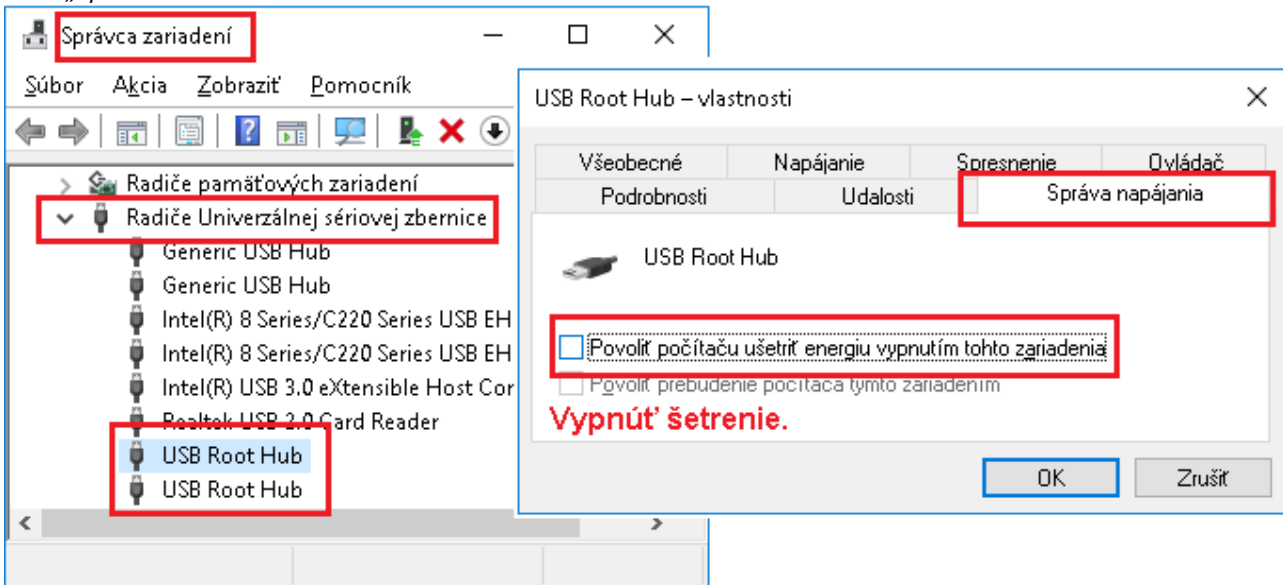 Správca zariadení
Súbor Akcia Zobraziť Pomocník
Radiče pamäťových zariadení
Radiče Univerzálnej sériovej zbernice
Generic USB Hub
Generic USB Hub
Intel(R) 8 Series/C220 Series USB EH
Intel(R) 8 Series/C220 Series USB EH
Intel(R) USB 3.0 eXtensible Host Cor
Realtek USB 2.0 Card Reader
USB Root Hub
USB Root Hub
USB Root Hub – vlastnosti
Všeobecné Napájanie Spresnenie Ovládač
Podrobnosti Udalosti Správa napájania
USB Root Hub
Povoliť počítaču ušetriť energiu vypnutím tohto zariadenia
Povoliť prebudenie počítača týmto zariadením
Vypnúť šetrenie.
OK Zrušiť